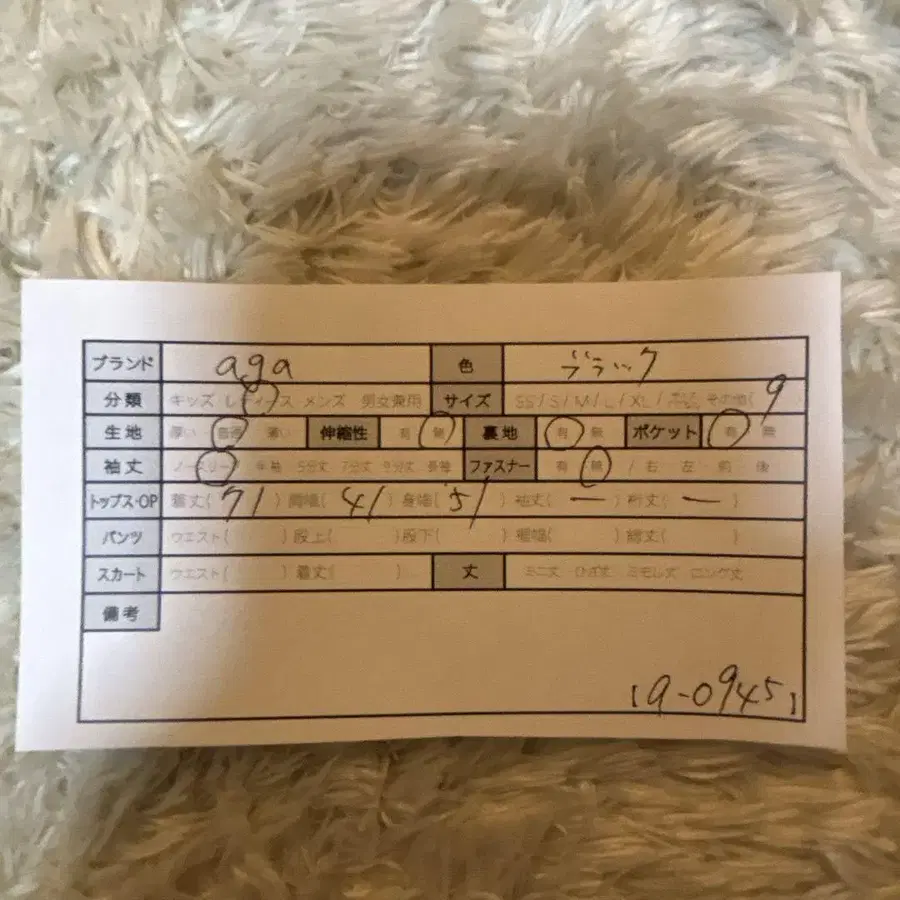 ブランド aga 色 ブラック
分類 キッズ レディース メンズ 男女兼用 サイズ SS / S / M / L / XL / その他( 9
生地 厚い 普通 薄い 伸縮性 有 無 裏地 有 無 ポケット 有 無
袖丈 ノースリーブ 半袖 5分丈 7分丈 9分丈 長袖 ファスナー 有 無 / 右 左 前 後
トップス・OP 着丈( 71 ) 胸幅( 41 ) 身幅( 51 袖丈( ー ) 裄丈( ー )
パンツ ウエスト( ) 股上( ) 股下( ) 裾幅( ) 総丈( )
スカート ウエスト( ) 着丈( ) 丈 ミニ丈 ひざ丈 ミモレ丈 ロング丈
備考
19-0945